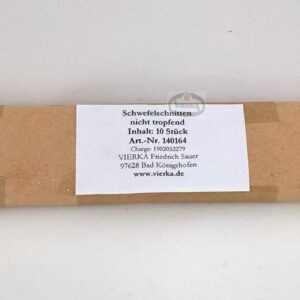 VIERKA
Schwefelschnitten
nicht tropfend
Inhalt: 10 Stück
Art.-Nr. 140164
Charge: 1902052279
VIERKA Friedrich Sauer
97628 Bad Königshofen
www.vierka.de